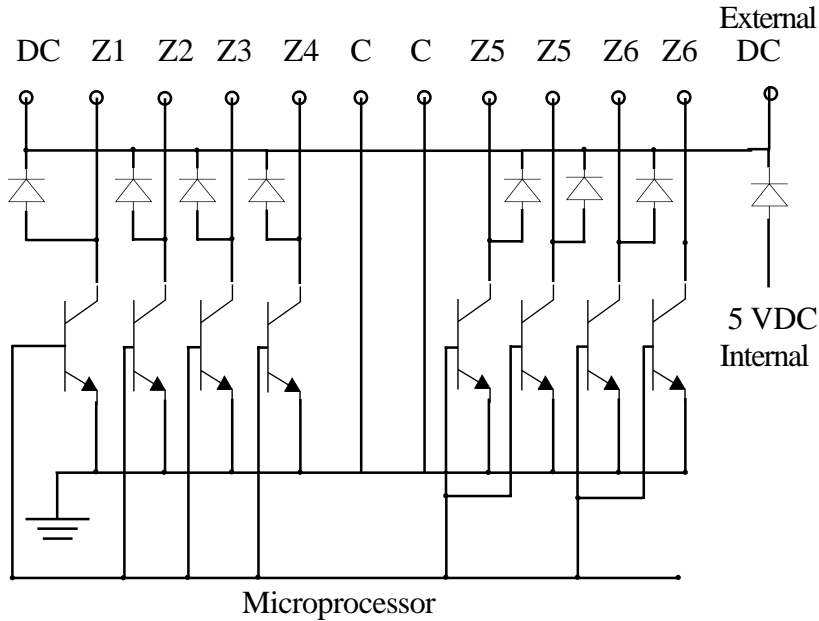 External
DC Z1 Z2 Z3 Z4 C C Z5 Z5 Z6 Z6 DC
5 VDC
Internal
Microprocessor